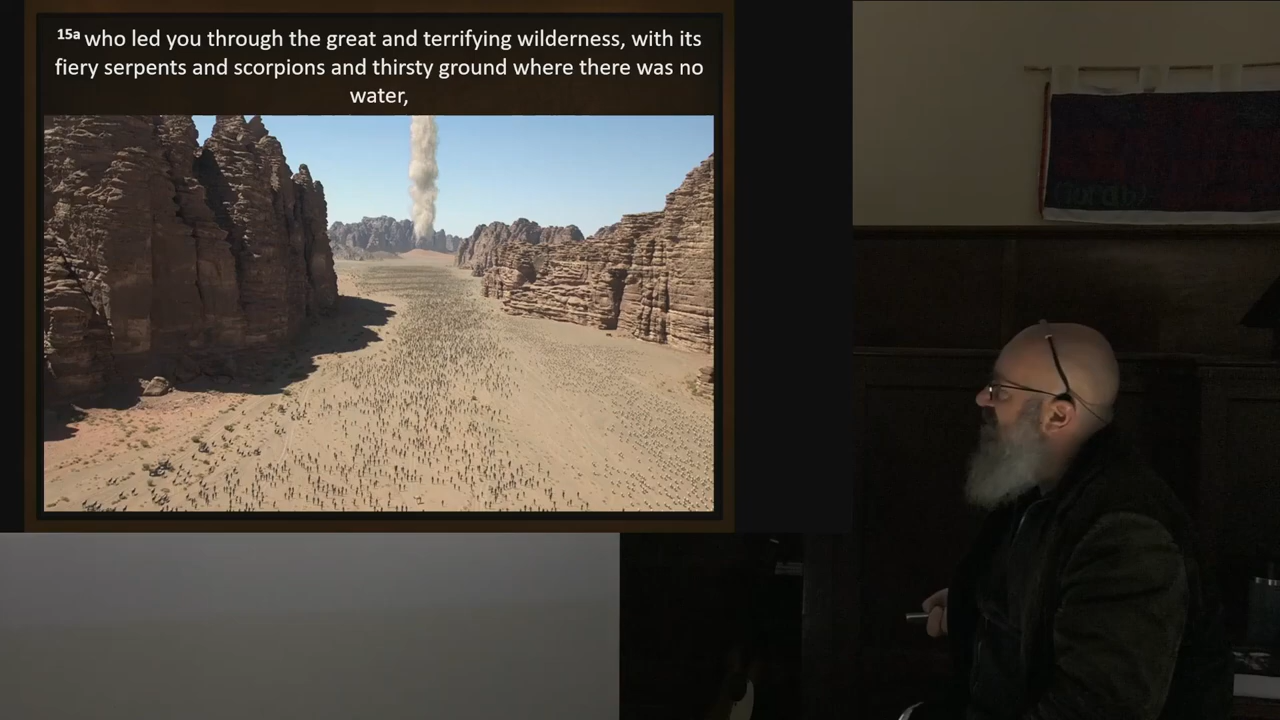 15a who led you through the great and terrifying wilderness, with its
fiery serpents and scorpions and thirsty ground where there was no
water,